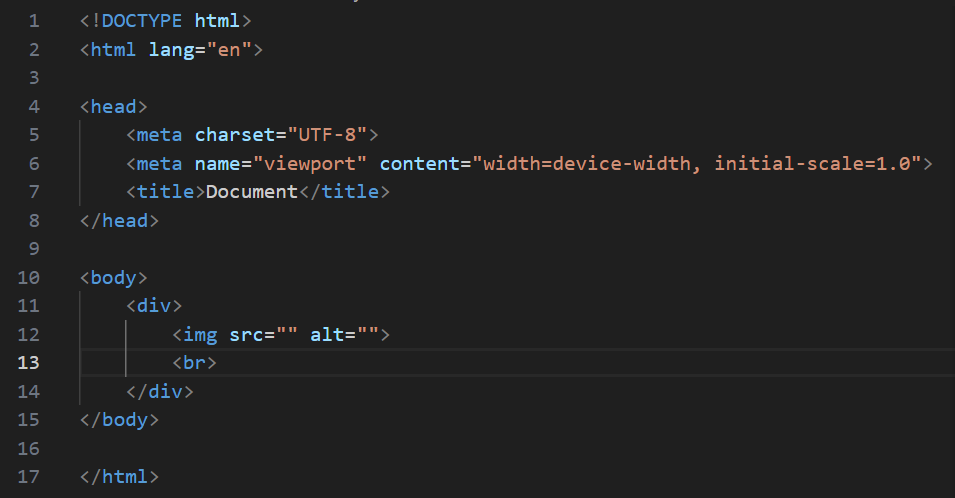 1 <!DOCTYPE html>
2 <html lang="en">
3
4 <head>
5 <meta charset="UTF-8">
6 <meta name="viewport" content="width=device-width, initial-scale=1.0">
7 <title>Document</title>
8 </head>
9
10 <body>
11 <div>
12 <img src="" alt="">
13 <br>
14 </div>
15 </body>
16
17 </html>